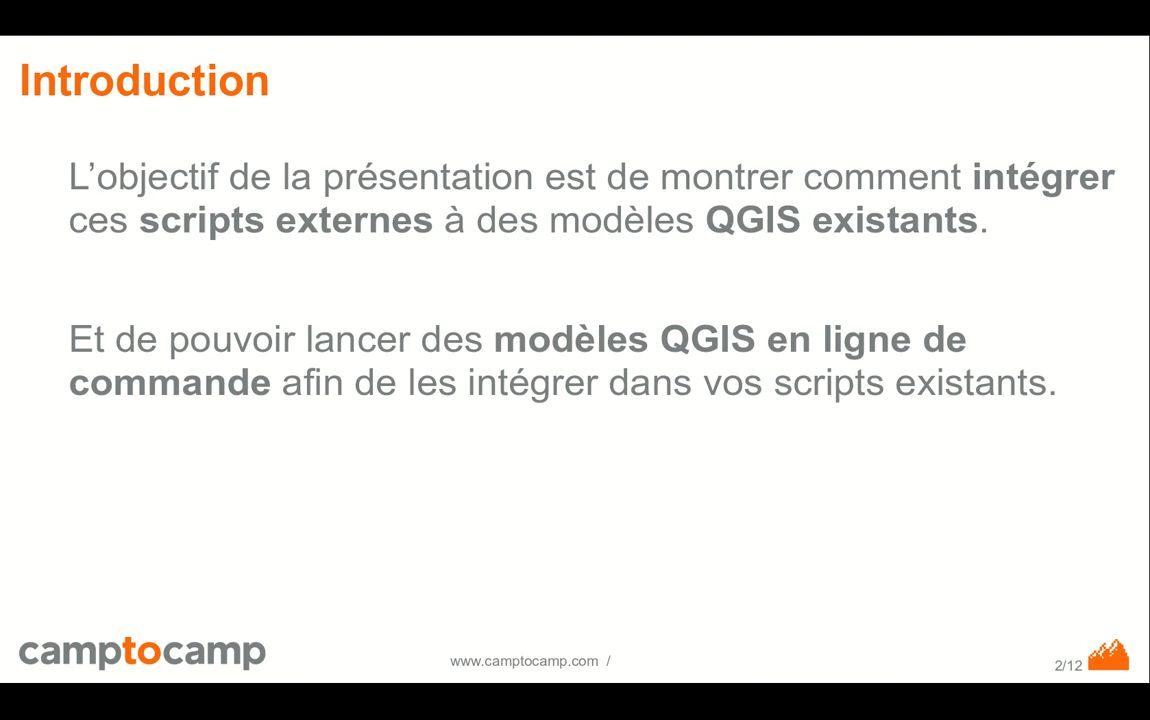 Introduction
L’objectif de la présentation est de montrer comment intégrer
ces scripts externes à des modèles QGIS existants.
Et de pouvoir lancer des modèles QGIS en ligne de
commande afin de les intégrer dans vos scripts existants.
camptocamp
www.camptocamp.com /
2/12